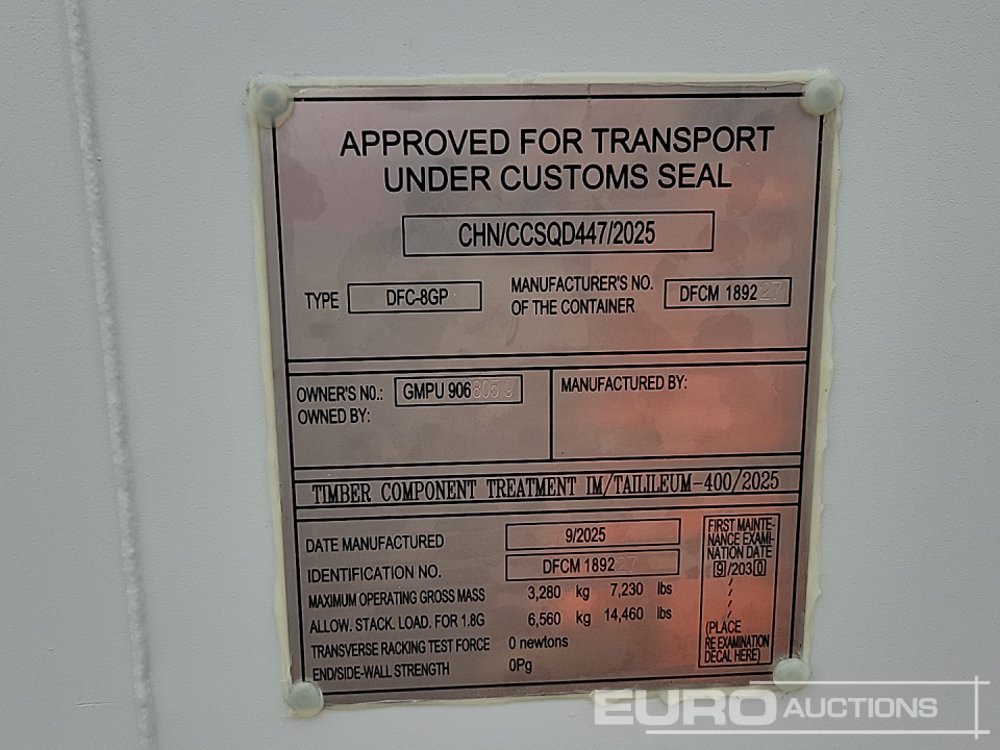 APPROVED FOR TRANSPORT
UNDER CUSTOMS SEAL
CHN/CCSQD447/2025
TYPE DFC-8GP MANUFACTURER'S NO. OF THE CONTAINER DFCM 189227
OWNER'S NO.: GMPU 906805 9
OWNED BY:
MANUFACTURED BY:
TIMBER COMPONENT TREATMENT IM/TAILILEUM-400/2025
DATE MANUFACTURED 9/2025
IDENTIFICATION NO. DFCM 189227
MAXIMUM OPERATING GROSS MASS 3,280 kg 7,230 lbs
ALLOW. STACK. LOAD. FOR 1.8G 6,560 kg 14,460 lbs
TRANSVERSE RACKING TEST FORCE 0 newtons
END/SIDE-WALL STRENGTH 0Pg
FIRST MAINTE-
NANCE EXAMI-
NATION DATE
9/2030
/
/
/
(PLACE
RE EXAMINATION
DECAL HERE)
EURO AUCTIONS